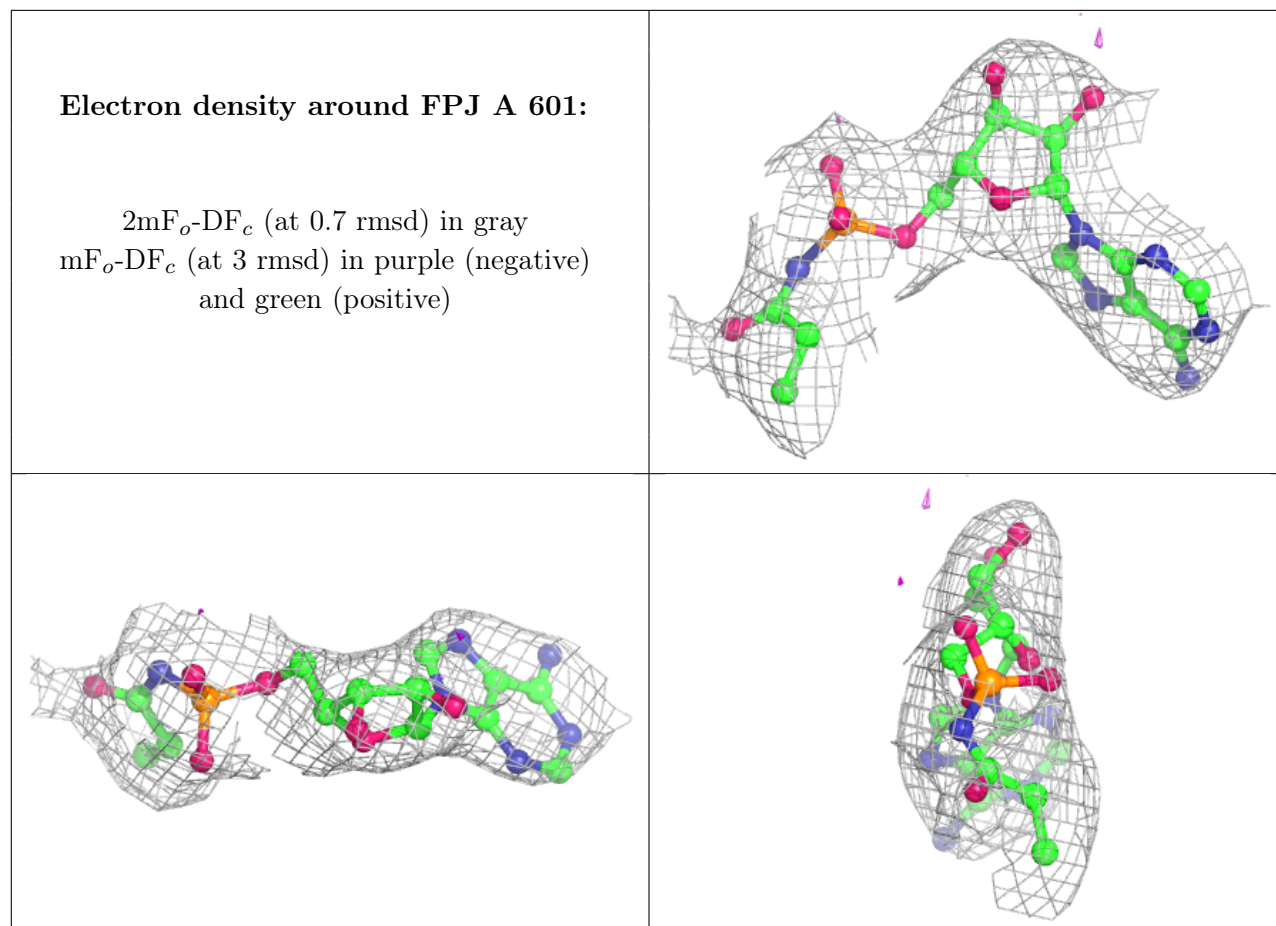 Electron density around FPJ A 601:
2mFo-DFc (at 0.7 rmsd) in gray
mFo-DFc (at 3 rmsd) in purple (negative)
and green (positive)